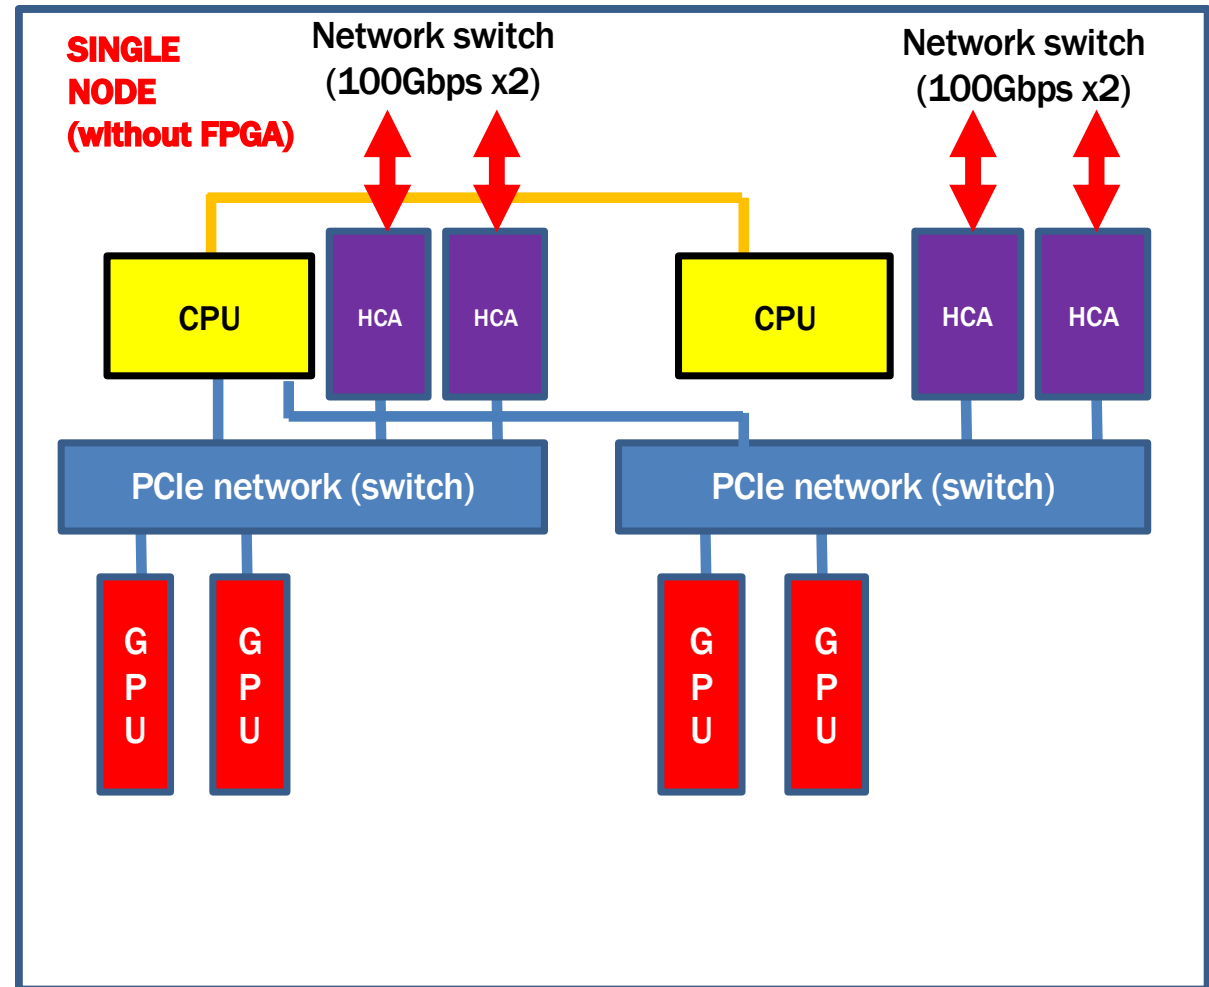 SINGLE
NODE
(without FPGA)
Network switch
(100Gbps x2)
Network switch
(100Gbps x2)
CPU
HCA
HCA
CPU
HCA
HCA
PCIe network (switch)
PCIe network (switch)
G
P
U
G
P
U
G
P
U
G
P
U